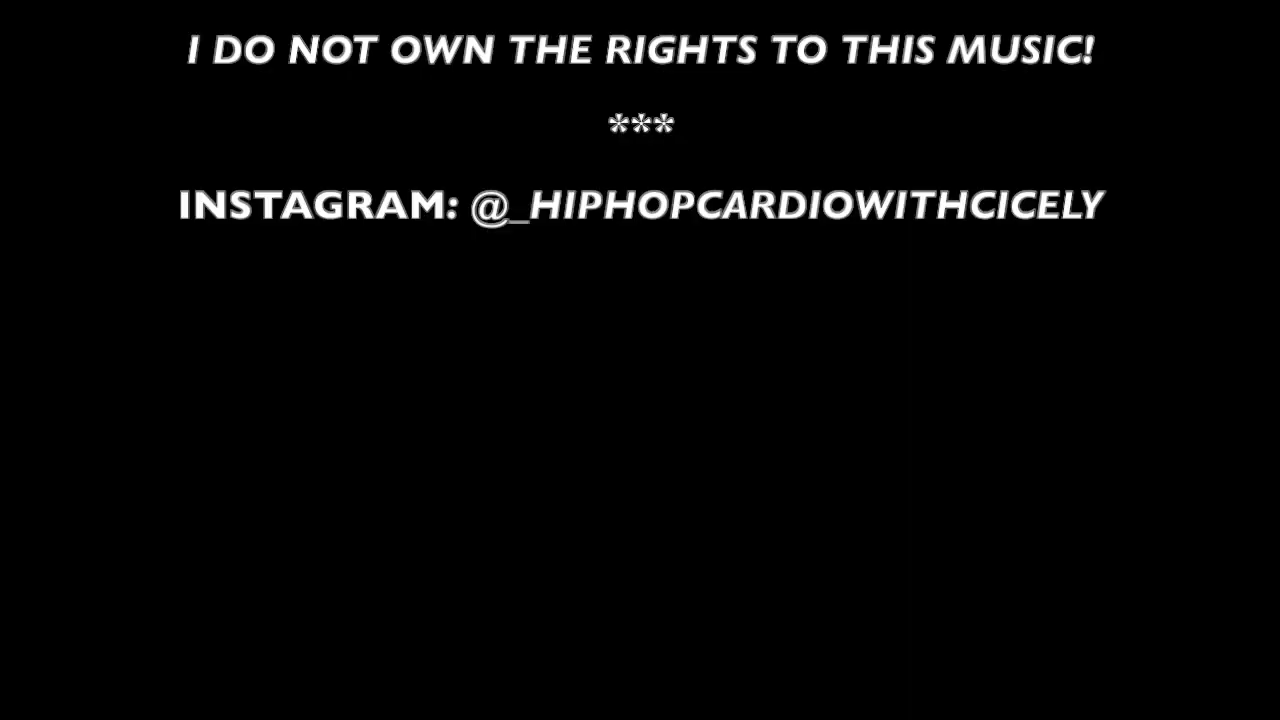 I DO NOT OWN THE RIGHTS TO THIS MUSIC!
***
INSTAGRAM: @_HIPHOPCARDIOWITHCICELY